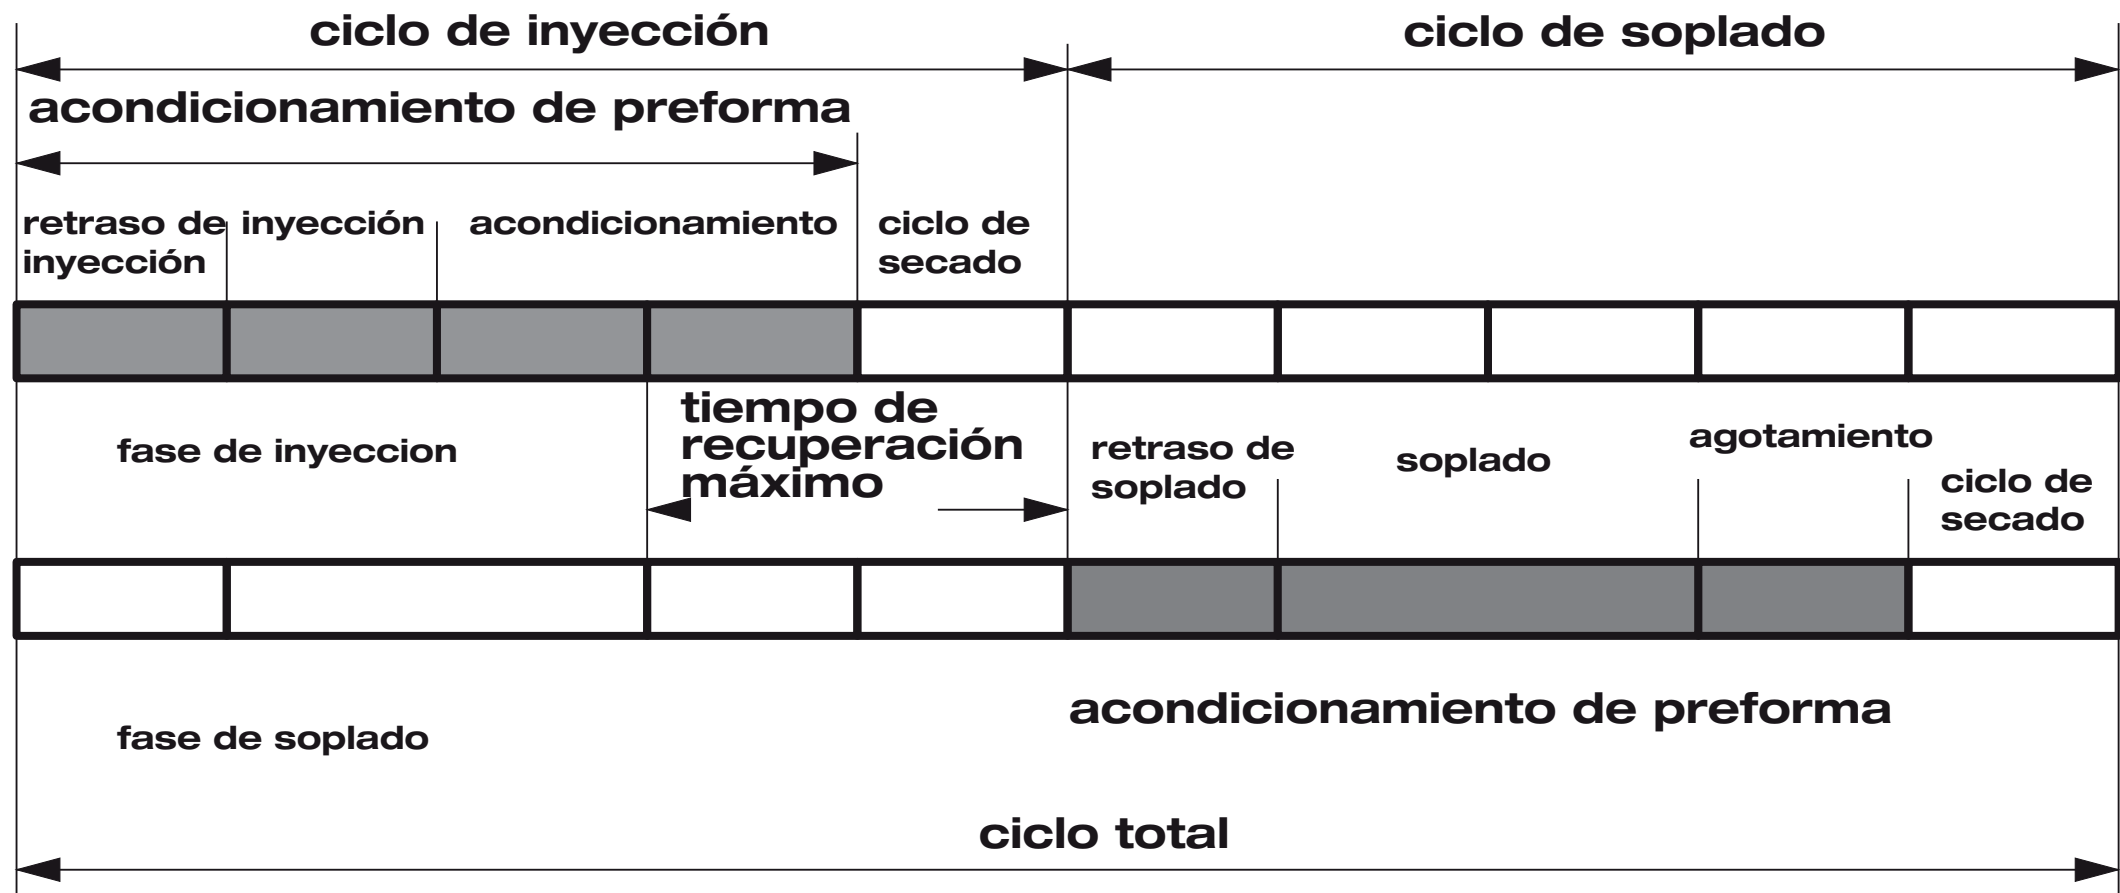 ciclo de inyección
ciclo de soplado
acondicionamiento de preforma
retraso de
inyección
inyección
acondicionamiento
ciclo de
secado
fase de inyeccion
tiempo de
recuperación
máximo
retraso de
soplado
soplado
agotamiento
ciclo de
secado
fase de soplado
acondicionamiento de preforma
ciclo total